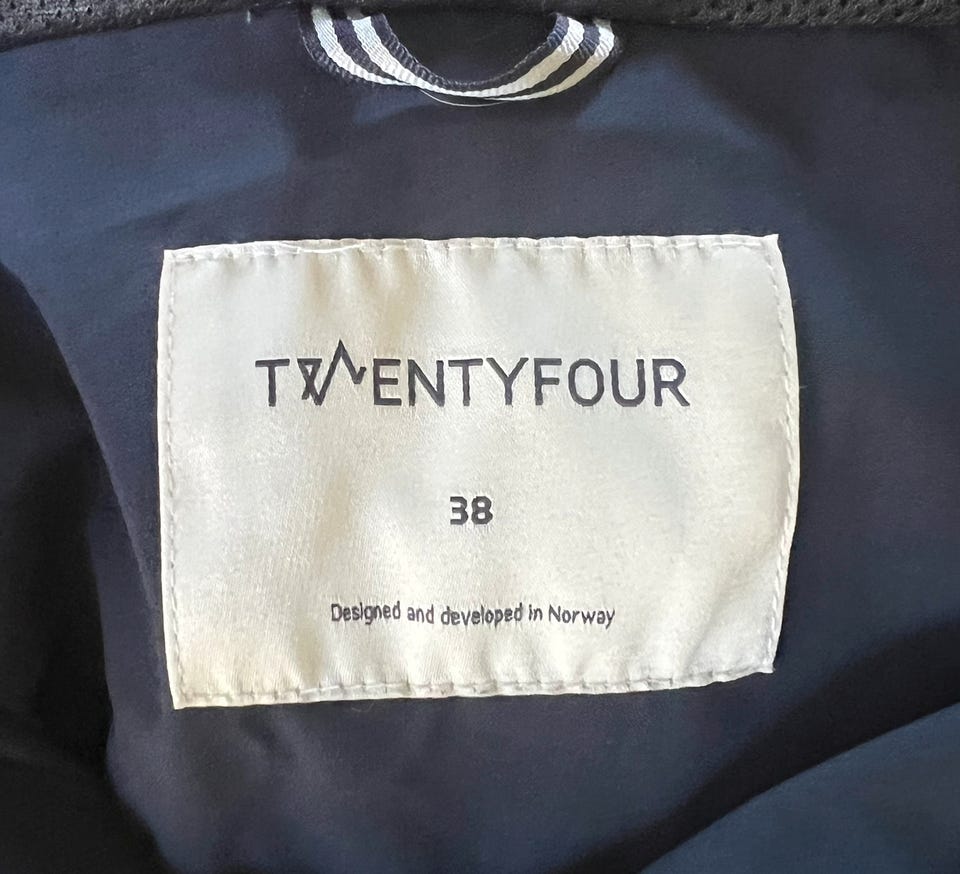 TWENTYFOUR
38
Designed and developed in Norway